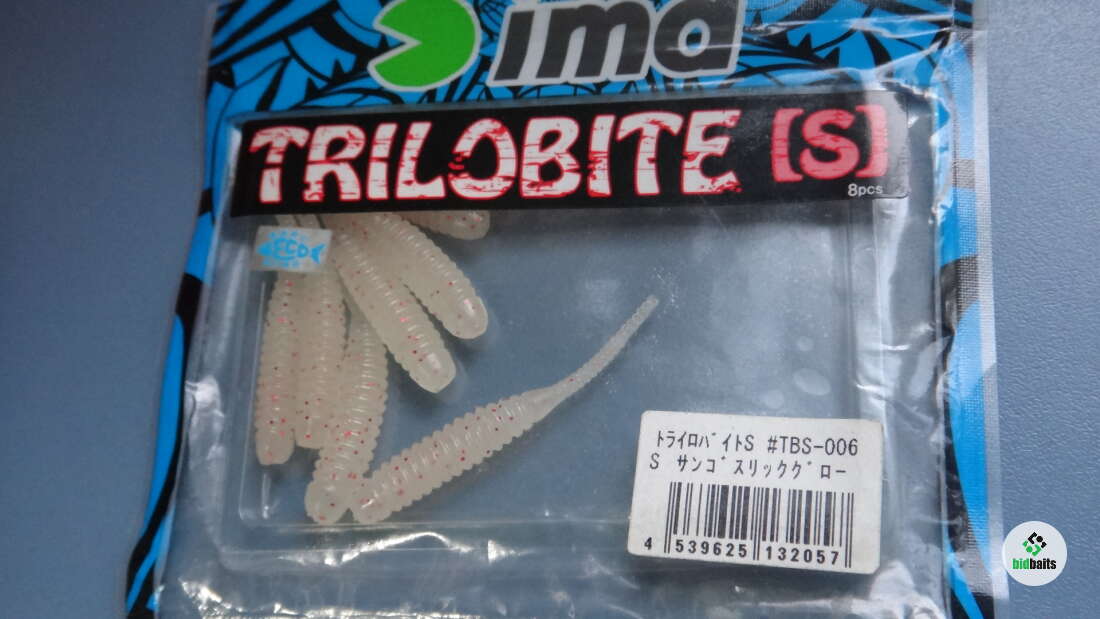 ima
TRILOBITE [S]
8pcs
ECO
トライロバイトS #TBS-006
S サンゴスリックグロー
4 539625 132057
bidbaits